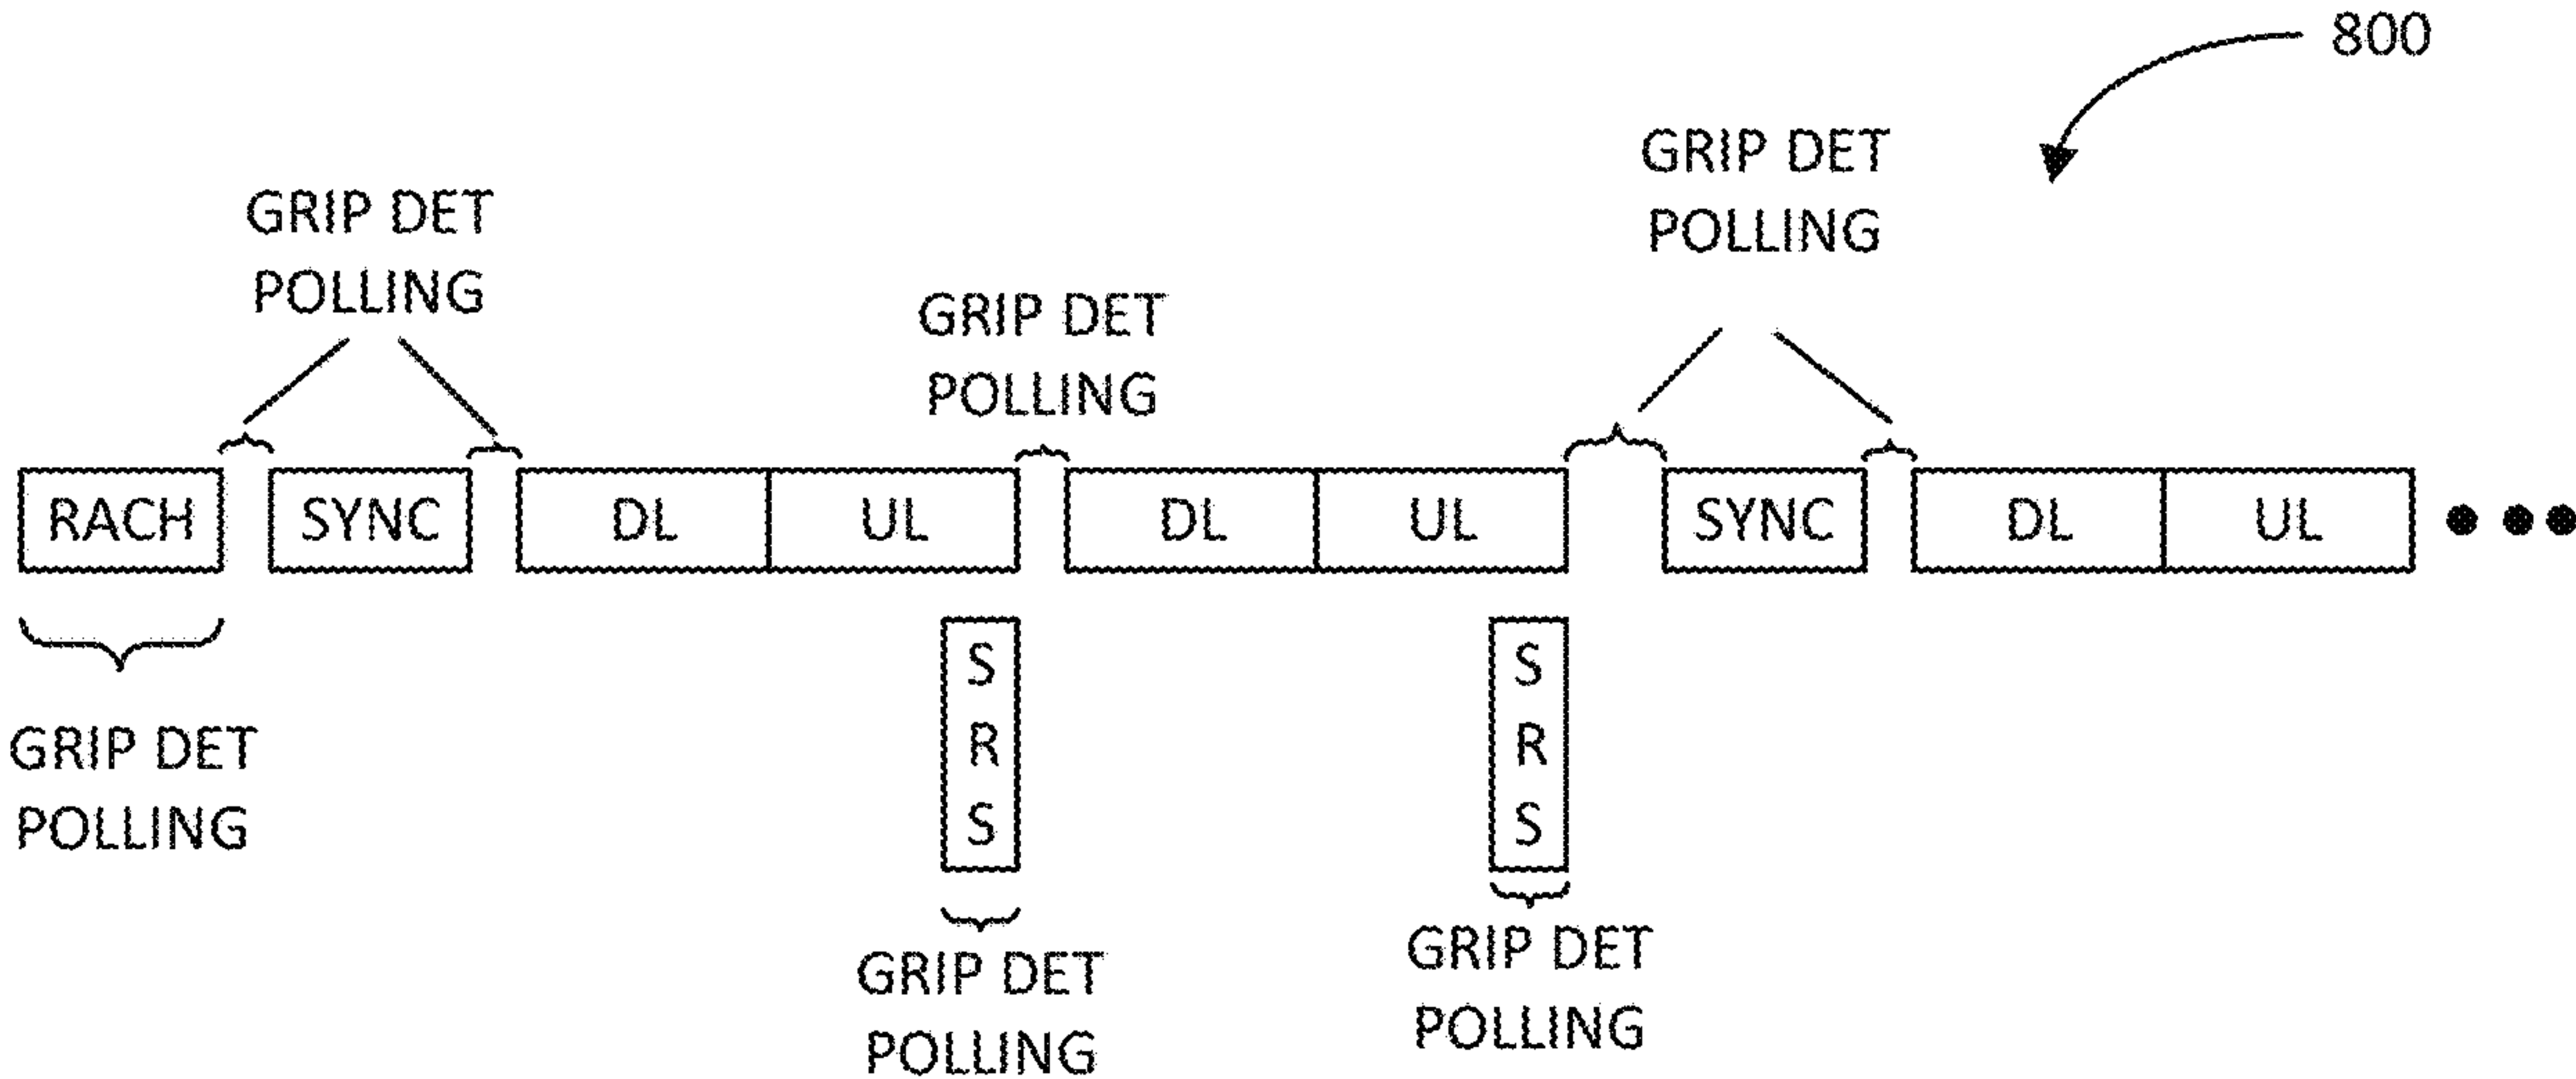 800
GRIP DET
POLLING
GRIP DET
POLLING
GRIP DET
POLLING
RACH SYNC DL UL DL UL SYNC DL UL
S
R
S
S
R
S
GRIP DET
POLLING
GRIP DET
POLLING
GRIP DET
POLLING